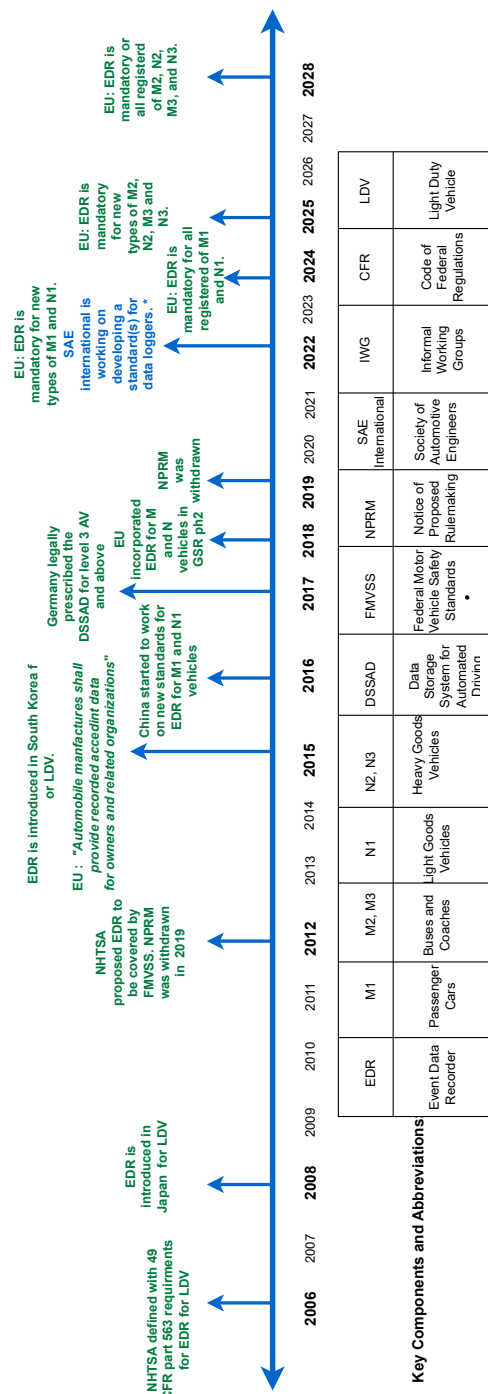 NHTSA defined with 49
CFR part 563 requirments
for EDR for LDV
EDR is
introduced in
Japan for LDV
NHTSA
proposed EDR to
be covered by
FMVSS. NPRM
was withdrawn
in 2019
EDR is introduced in South Korea f
or LDV.
EU : "Automobile manfactures shall
provide recorded accedint data
for owners and related organizations"
China started to work
on new standards for
EDR for M1 and N1
vehicles
Germany legally
prescribed the
DSSAD for level 3 AV
and above
EU
incorporated
EDR for M
and N
vehicles in
GSR ph2
NPRM
was
withdrawn
EU: EDR is
mandatory for new
types of M1 and N1.
SAE
international is
working on
developing a
standard(s) for
data loggers. *
EU: EDR is
mandatory for all
registered of M1
and N1.
EU: EDR is
mandatory
for new
types of M2,
N2, M3 and
N3.
EU: EDR is
mandatory or
all registerd
of M2, N2,
M3, and N3.
2006 2007 2008 2009 2010 2011 2012 2013 2014 2015 2016 2017 2018 2019 2020 2021 2022 2023 2024 2025 2026 2027 2028
Key Components and Abbreviations:
EDR
M1
M2, M3
N1
N2, N3
DSSAD
FMVSS
NPRM
SAE
International
IWG
CFR
LDV
Event Data
Recorder
Passenger
Cars
Buses and
Coaches
Light Goods
Vehicles
Heavy Goods
Vehicles
Data
Storage
System for
Automated
Driving
Federal Motor
Vehicle Safety
Standards
•
Notice of
Proposed
Rulemaking
Society of
Automotive
Engineers
Informal
Working
Groups
Code of
Federal
Regulations
Light Duty
Vehicle